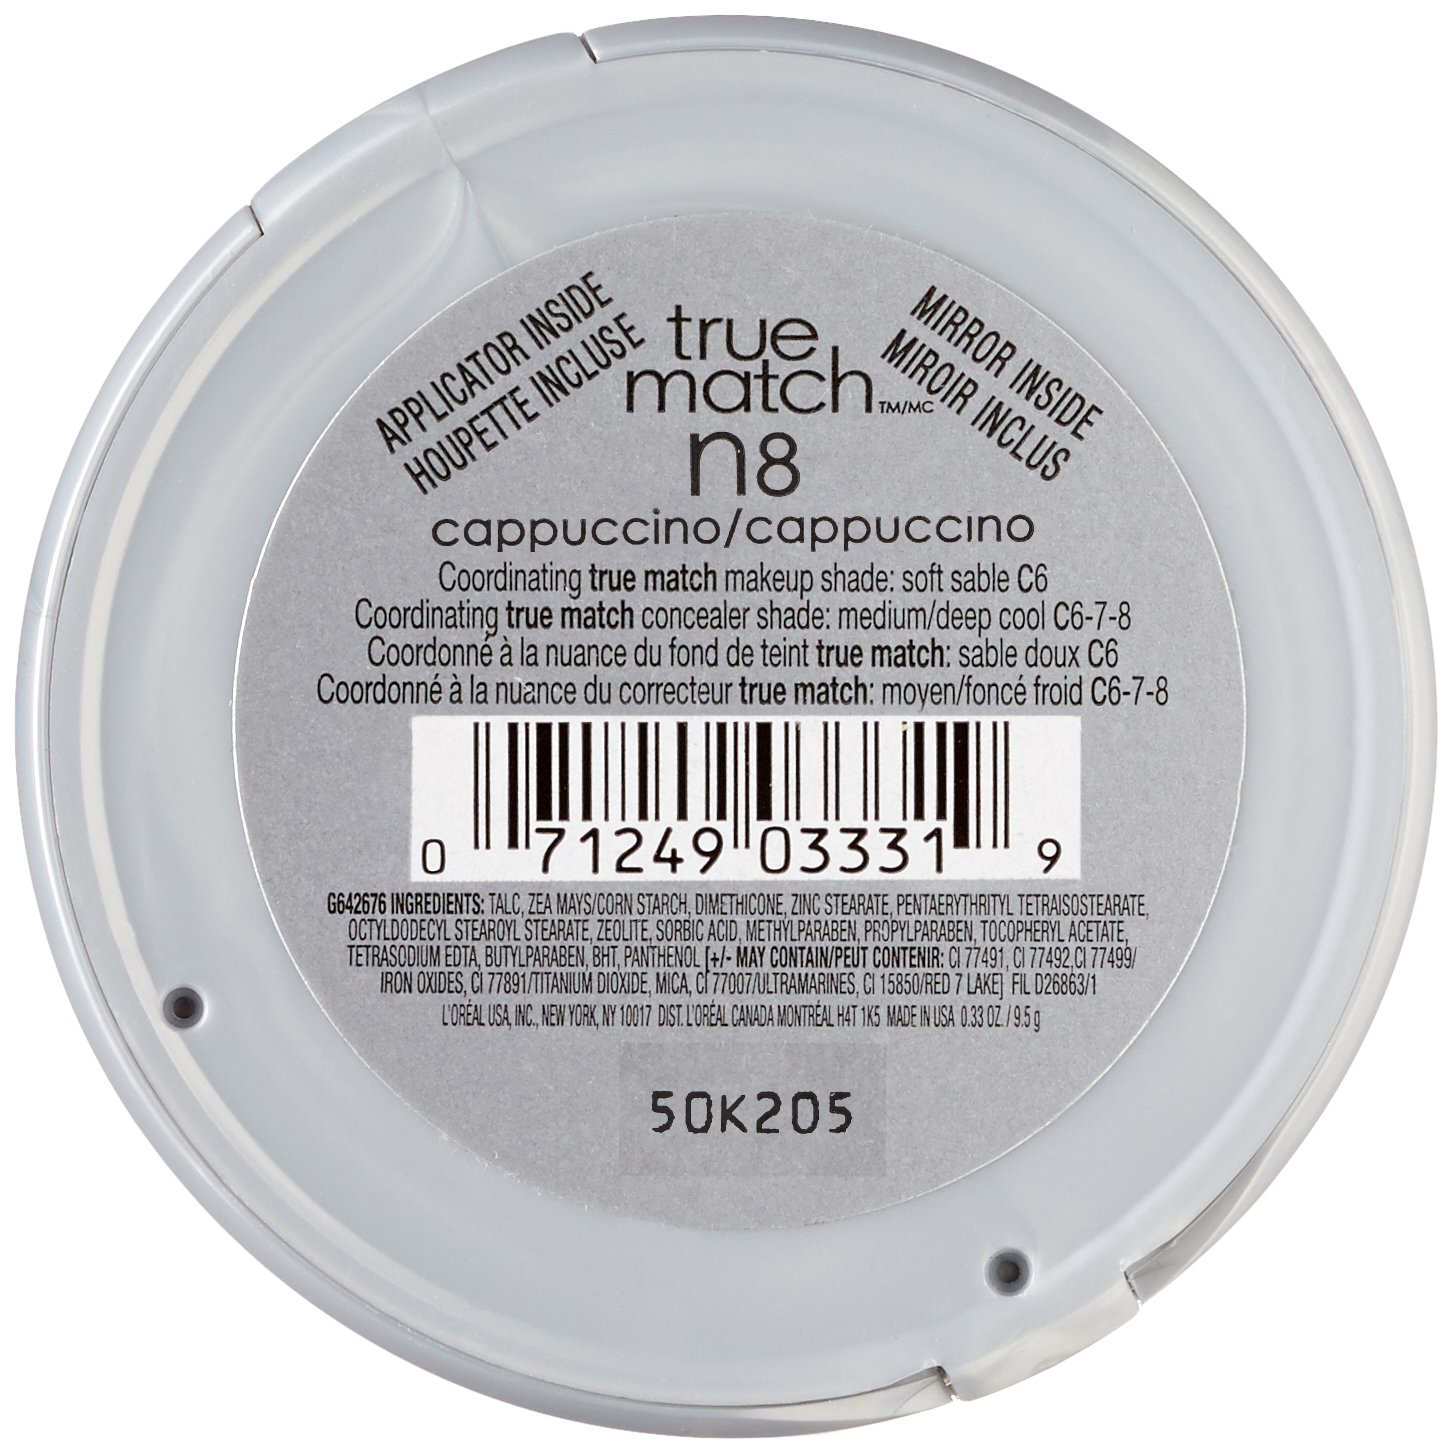 APPLICATOR INSIDE
HOUPETTE INCLUSE
true
match TM/MC
MIRROR INSIDE
MIROIR INCLUS
n8
cappuccino/cappuccino
Coordinating true match makeup shade: soft sable C6
Coordinating true match concealer shade: medium/deep cool C6-7-8
Coordonné à la nuance du fond de teint true match: sable doux C6
Coordonné à la nuance du correcteur true match: moyen/foncé froid C6-7-8
0 71249 03331 9
G642676 INGREDIENTS: TALC, ZEA MAYS/CORN STARCH, DIMETHICONE, ZINC STEARATE, PENTAERYTHRITYL TETRAISOSTEARATE,
OCTYLDODECYL STEAROYL STEARATE, ZEOLITE, SORBIC ACID, METHYLPARABEN, PROPYLPARABEN, TOCOPHERYL ACETATE,
TETRASODIUM EDTA, BUTYLPARABEN, BHT, PANTHENOL [+/- MAY CONTAIN/PEUT CONTENIR: CI 77491, CI 77492,CI 77499/
IRON OXIDES, CI 77891/TITANIUM DIOXIDE, MICA, CI 77007/ULTRAMARINES, CI 15850/RED 7 LAKE] FIL D26863/1
L'ORÉAL USA, INC., NEW YORK, NY 10017 DIST. L'ORÉAL CANADA MONTRÉAL H4T 1K5 MADE IN USA 0.33 OZ. / 9.5 g
50K205